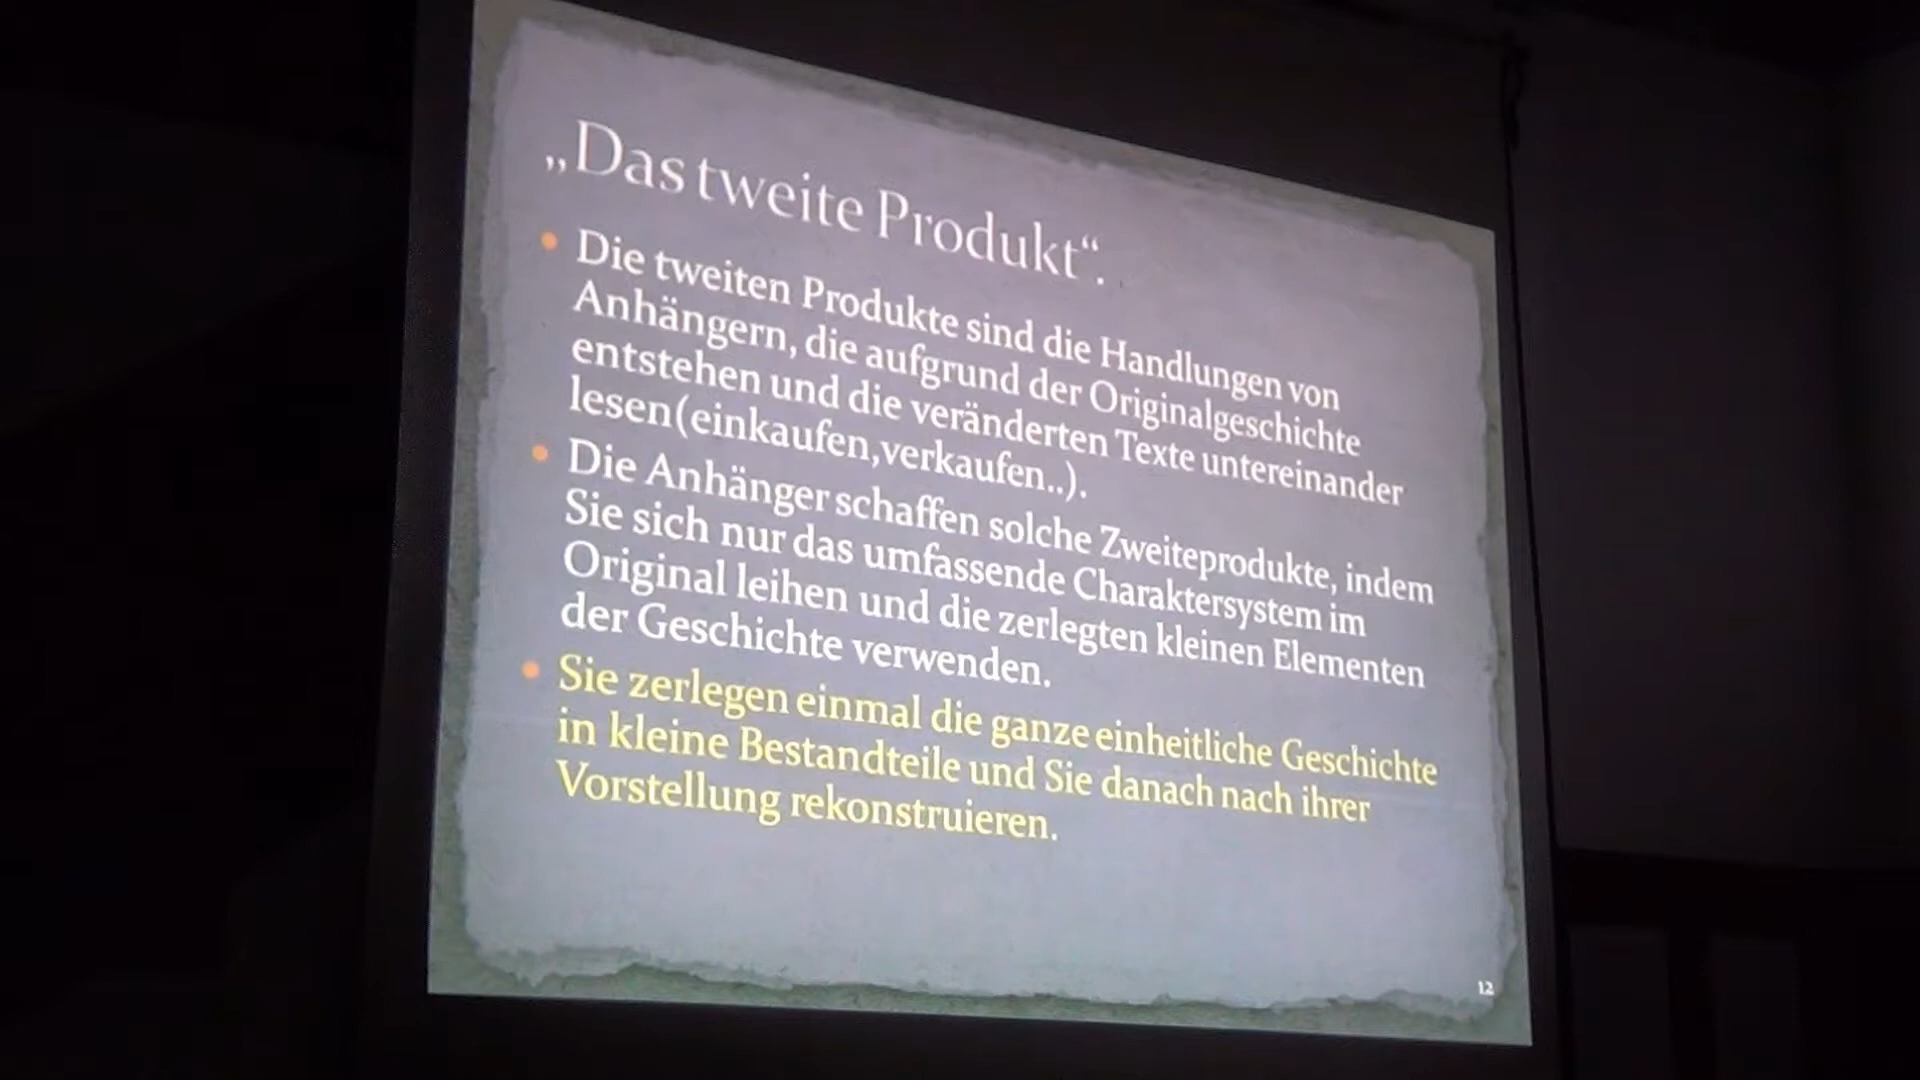 „Das tweite Produkt“.
• Die tweiten Produkte sind die Handlungen von
Anhängern, die aufgrund der Originalgeschichte
entstehen und die veränderten Texte untereinander
lesen(einkaufen,verkaufen..).
• Die Anhänger schaffen solche Zweiteprodukte, indem
Sie sich nur das umfassende Charaktersystem im
Original leihen und die zerlegten kleinen Elementen
der Geschichte verwenden.
• Sie zerlegen einmal die ganze einheitliche Geschichte
in kleine Bestandteile und Sie danach nach ihrer
Vorstellung rekonstruieren.
12